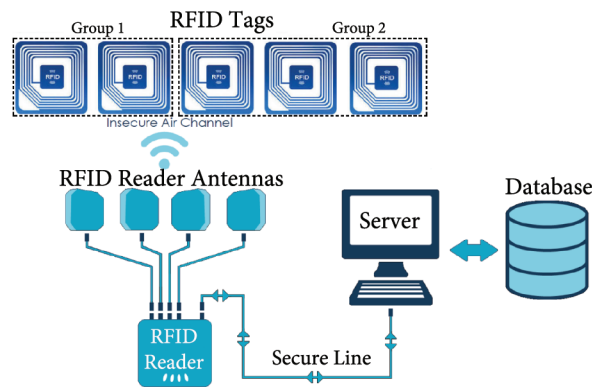 RFID Tags
Group 1
Group 2
RFID
RFID
RFID
RFID
RFID
Insecure Air Channel
RFID Reader Antennas
Server
Database
RFID
Reader
Secure Line